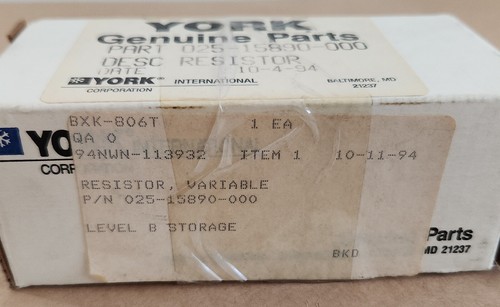 YORK
Genuine Parts
PART 025-15890-000
DESC RESISTOR
DATE 10-4-94
YORK INTERNATIONAL BALTIMORE, MD
CORPORATION 21237
BXK-806T 1 EA
QA 0
94NWN-113932 ITEM 1 10-11-94
RESISTOR, VARIABLE
P/N 025-15890-000
LEVEL B STORAGE
BKD
YO
CORP
Parts
MD 21237